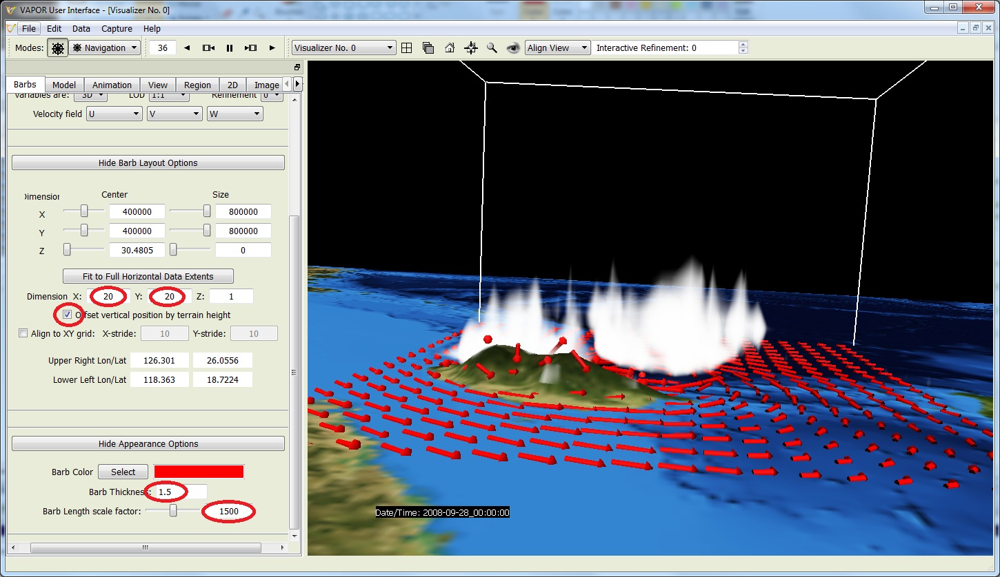 VAPOR User Interface - [Visualizer No. 0]
File Edit Data Capture Help
Modes: Navigation 36 Visualizer No. 0 Align View Interactive Refinement: 0
Barbs Model Animation View Region 2D Image
Variables are: 3D LOD 1:1 Refinement 0
Velocity field U V W
Hide Barb Layout Options
Dimension Center Size
X 400000 800000
Y 400000 800000
Z 30.4805 0
Fit to Full Horizontal Data Extents
Dimension X: 20 Y: 20 Z: 1
Offset vertical position by terrain height
Align to XY grid: X-stride: 10 Y-stride: 10
Upper Right Lon/Lat 126.301 26.0556
Lower Left Lon/Lat 118.363 18.7224
Hide Appearance Options
Barb Color Select
Barb Thickness: 1.5
Barb Length scale factor: 1500
Date/Time: 2008-09-28_00:00:00